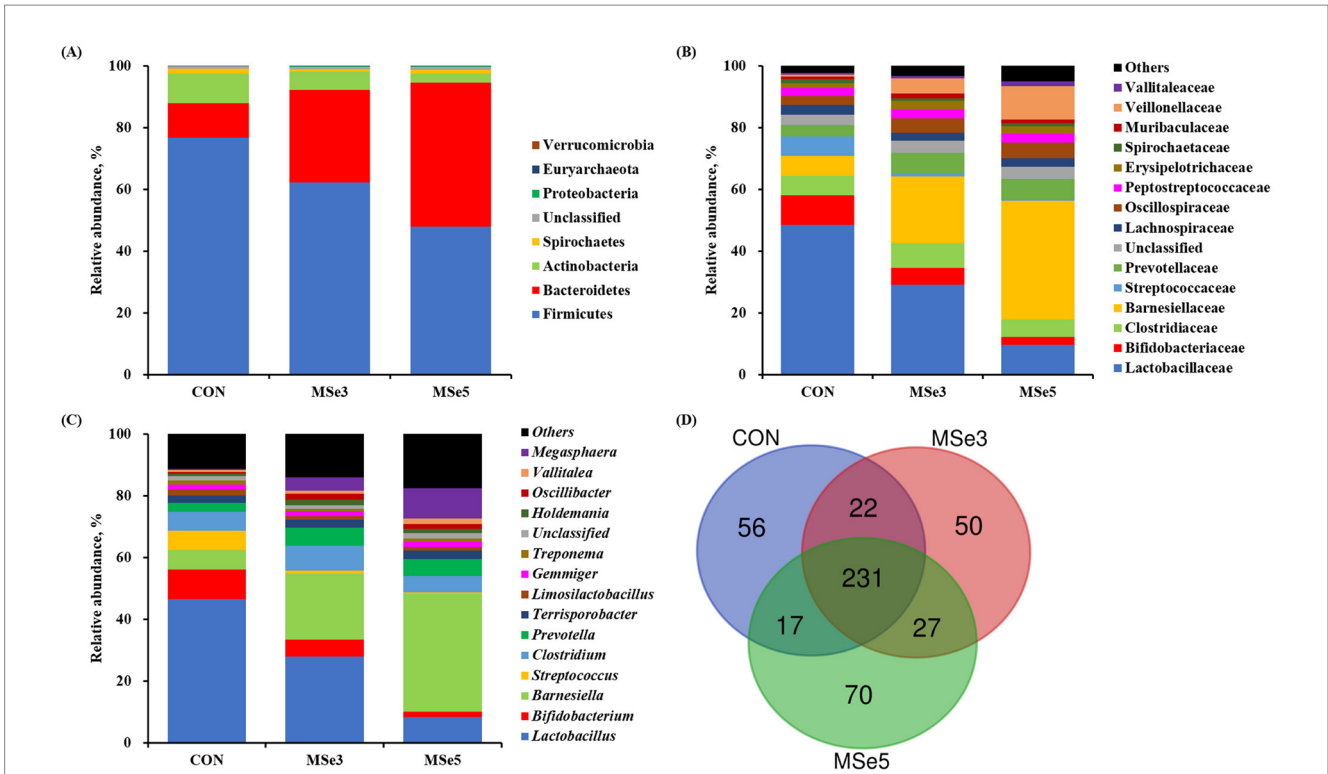 (A)
Relative abundance, %
100
80
60
40
20
0
CON MSe3 MSe5
Verrucomicrobia
Euryarchaeota
Proteobacteria
Unclassified
Spirochaetes
Actinobacteria
Bacteroidetes
Firmicutes
(B)
Relative abundance, %
100
80
60
40
20
0
CON MSe3 MSe5
Others
Vallitaleaceae
Veillonellaceae
Muribaculaceae
Spirochaetaceae
Erysipelotrichaceae
Peptostreptococcaceae
Oscillospiraceae
Lachnospiraceae
Unclassified
Prevotellaceae
Streptococcaceae
Barnesiellaceae
Clostridiaceae
Bifidobacteriaceae
Lactobacillaceae
(C)
Relative abundance, %
100
80
60
40
20
0
CON MSe3 MSe5
Others
Megasphaera
Vallitalea
Oscillibacter
Holdemania
Unclassified
Treponema
Gemmiger
Limosilactobacillus
Terrisporobacter
Prevotella
Clostridium
Streptococcus
Barnesiella
Bifidobacterium
Lactobacillus
(D)
CON MSe3
56 22 50
231
17 27
70
MSe5